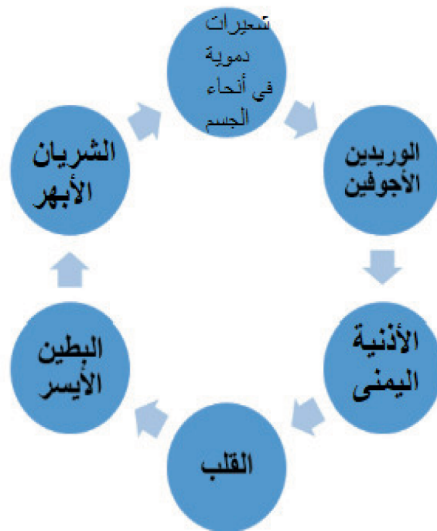 شعيرات
دموية
في أنحاء
الجسم
الوريدين
الأجوفين
الأذنية
اليمنى
القلب
البطين
الأيسر
الشريان
الأبهر